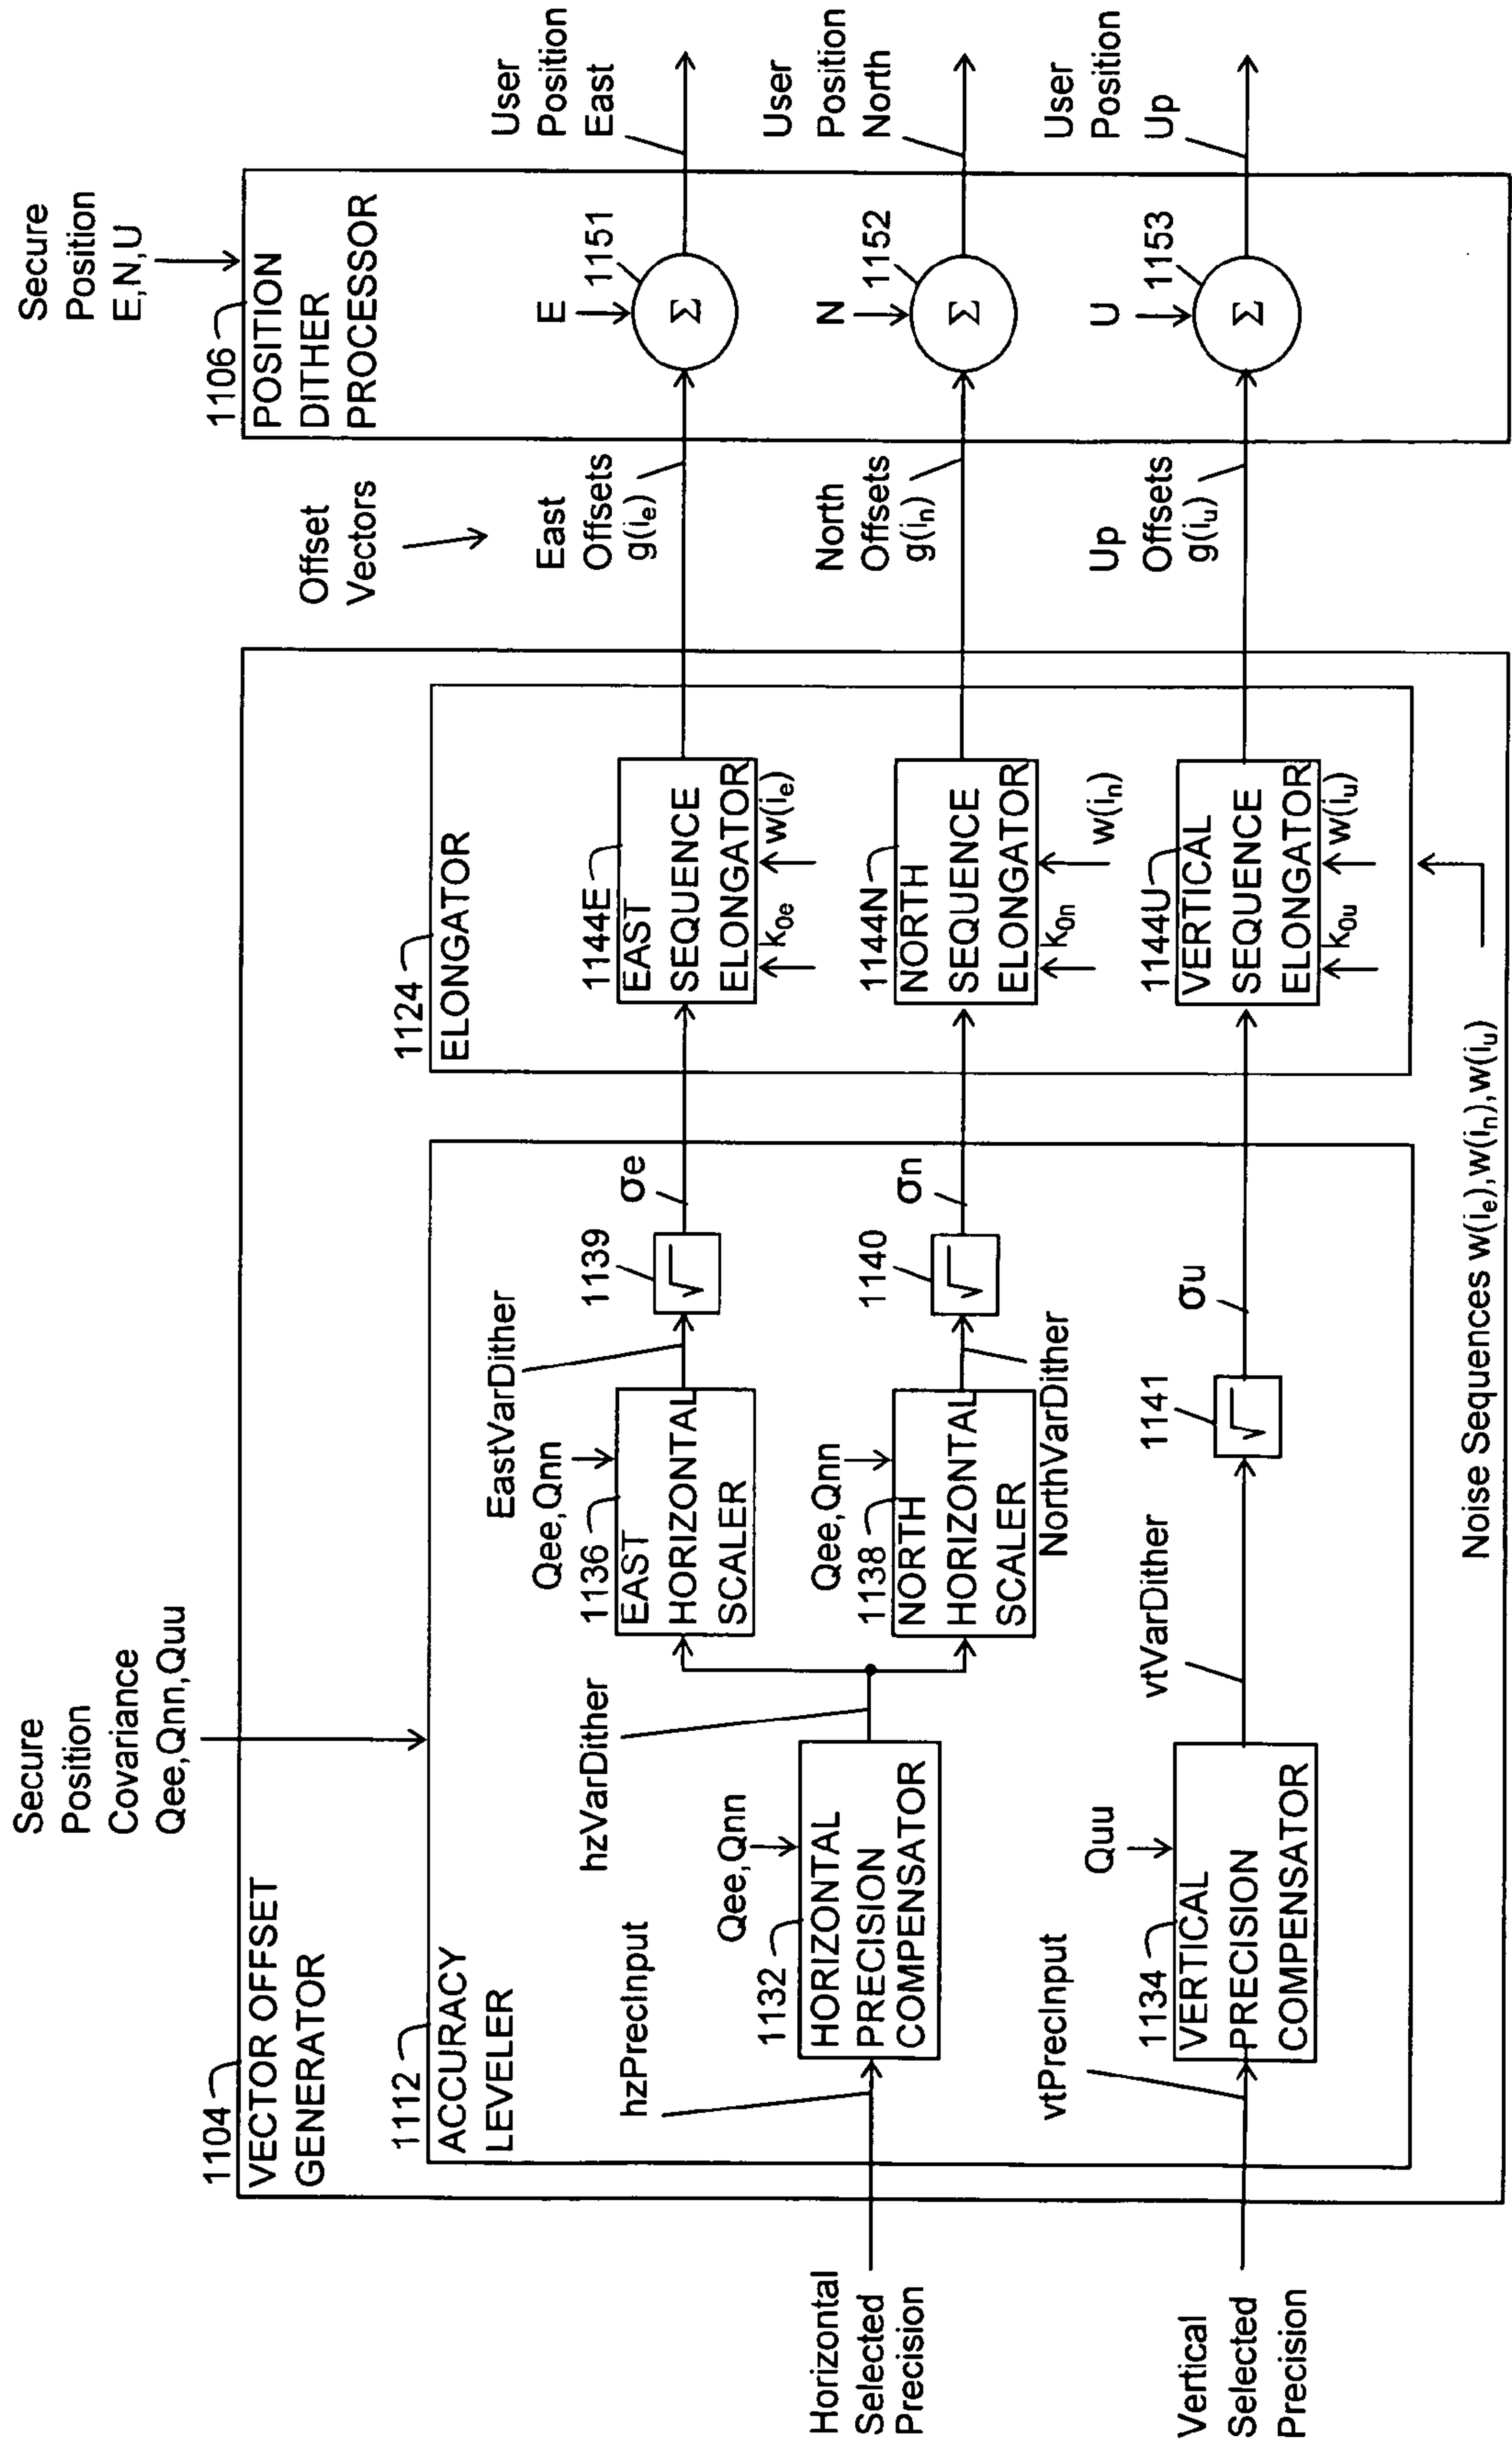 Secure
Position
Covariance
Qee,Qnn,Quu
Secure
Position
E,N,U
1104
VECTOR OFFSET
GENERATOR
1112
ACCURACY
LEVELER
Horizontal
Selected
Precision
hzPrecInput
Qee,Qnn
1132
HORIZONTAL
PRECISION
COMPENSATOR
hzVarDither
Vertical
Selected
Precision
vtPrecInput
Quu
1134
VERTICAL
PRECISION
COMPENSATOR
vtVarDither
Qee,Qnn
1136
EAST
HORIZONTAL
SCALER
EastVarDither
1139
√
σe
Qee,Qnn
1138
NORTH
HORIZONTAL
SCALER
NorthVarDither
1140
√
σn
1141
√
σu
1124
ELONGATOR
1144E
EAST
SEQUENCE
ELONGATOR
k0e
w(ie)
1144N
NORTH
SEQUENCE
ELONGATOR
k0n
w(in)
1144U
VERTICAL
SEQUENCE
ELONGATOR
k0u
w(iu)
Noise Sequences w(ie),w(in),w(iu)
Offset
Vectors
East
Offsets
g(ie)
North
Offsets
g(in)
Up
Offsets
g(iu)
1106
POSITION
DITHER
PROCESSOR
E
1151
Σ
N
1152
Σ
U
1153
Σ
User
Position
East
User
Position
North
User
Position
Up